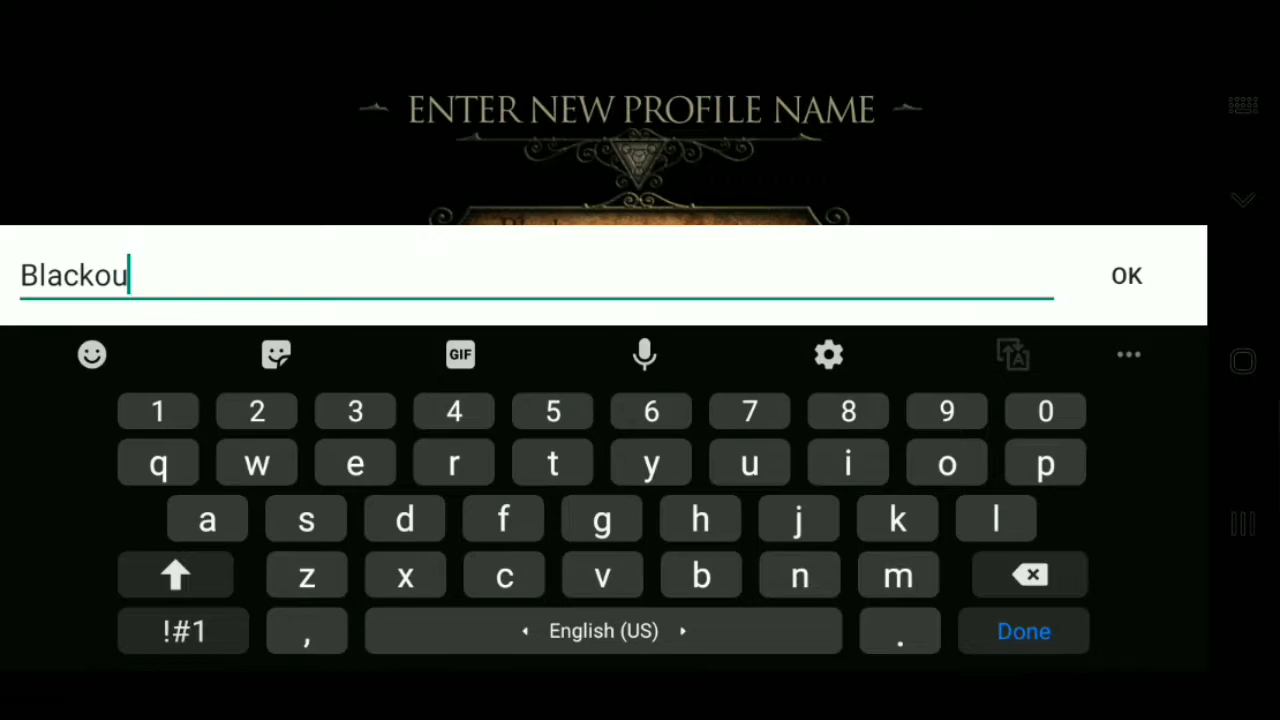 ENTER NEW PROFILE NAME
Blackou
OK
GIF
1 2 3 4 5 6 7 8 9 0
q w e r t y u i o p
a s d f g h j k l
z x c v b n m
!#1 , English (US) . Done